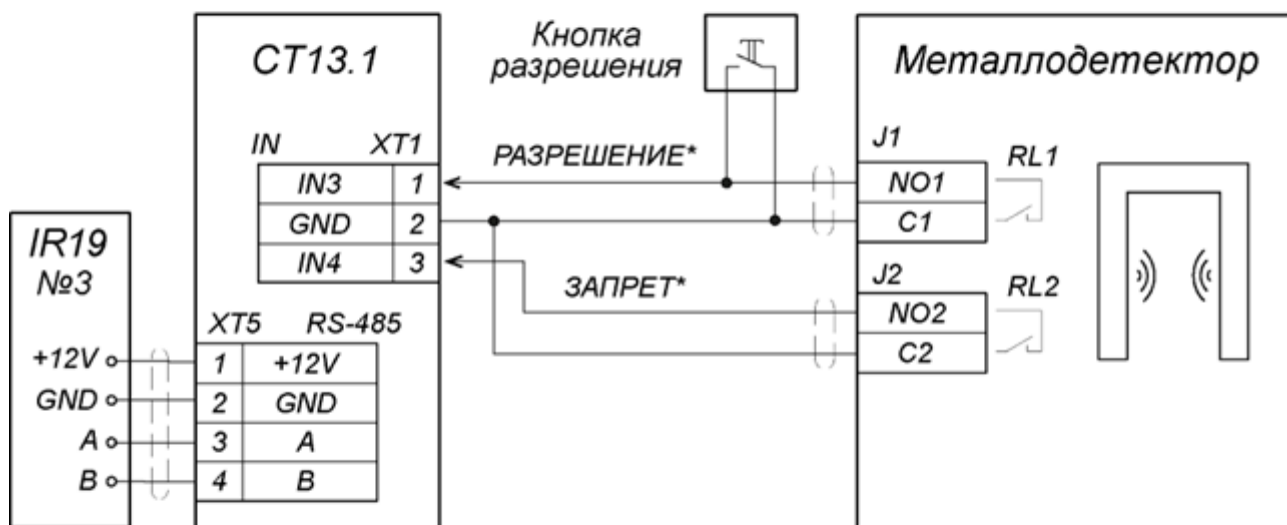 CT13.1
Кнопка
разрешения
Металлодетектор
IN XT1
IN3 1
GND 2
IN4 3
РАЗРЕШЕНИЕ*
ЗАПРЕТ*
J1
NO1
C1
RL1
J2
NO2
C2
RL2
IR19
№3
+12V
GND
A
B
XT5 RS-485
1 +12V
2 GND
3 A
4 B